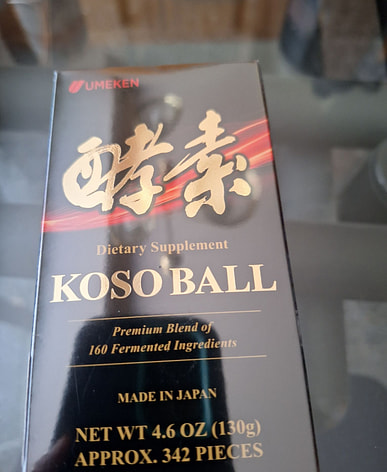 UMEKEN
酵素
Dietary Supplement
KOSO BALL
Premium Blend of
160 Fermented Ingredients
MADE IN JAPAN
NET WT 4.6 OZ (130g)
APPROX. 342 PIECES